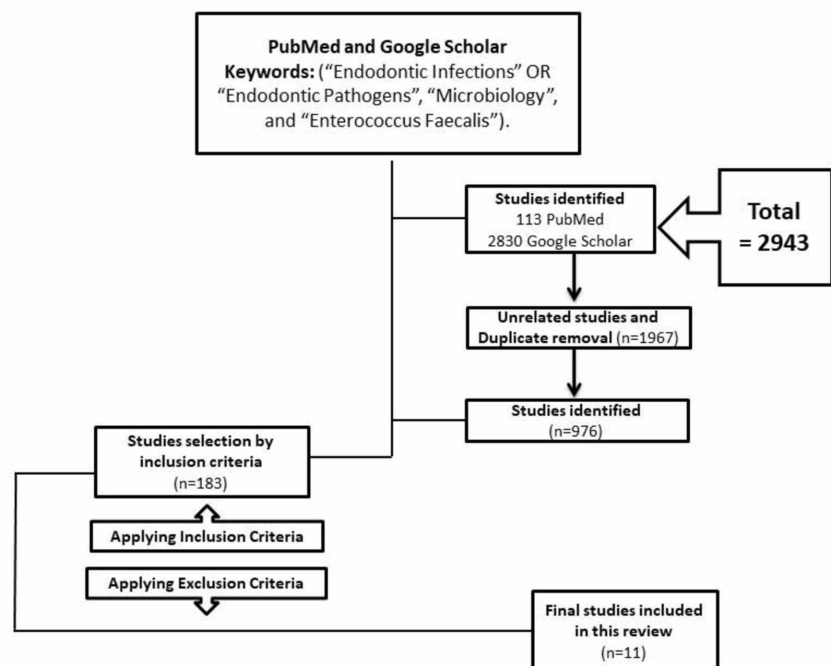 PubMed and Google Scholar
Keywords: (“Endodontic Infections” OR
“Endodontic Pathogens”, “Microbiology”,
and “Enterococcus Faecalis”).
Studies identified
113 PubMed
2830 Google Scholar
Total
= 2943
Unrelated studies and
Duplicate removal (n=1967)
Studies identified
(n=976)
Studies selection by
inclusion criteria
(n=183)
Applying Inclusion Criteria
Applying Exclusion Criteria
Final studies included
in this review
(n=11)